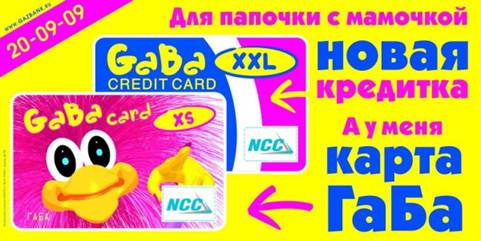 WWW.GAZBANK.RU
20-09-09
Для папочки с мамочкой
новая
кредитка
GaBa XXL
CREDIT CARD
NCC
А у меня
карта
ГаБа
GaBa card
XS
ГАБА
NCC